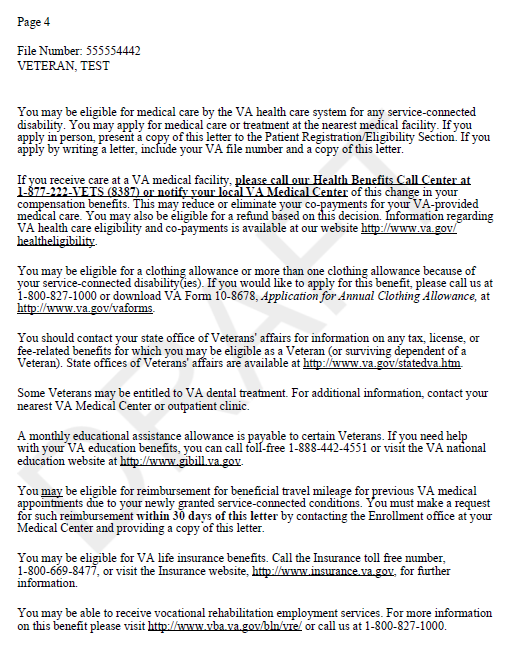 Page 4
File Number: 555554442
VETERAN, TEST
You may be eligible for medical care by the VA health care system for any service-connected
disability. You may apply for medical care or treatment at the nearest medical facility. If you
apply in person, present a copy of this letter to the Patient Registration/Eligibility Section. If you
apply by writing a letter, include your VA file number and a copy of this letter.
If you receive care at a VA medical facility, please call our Health Benefits Call Center at
1-877-222-VETS (8387) or notify your local VA Medical Center of this change in your
compensation benefits. This may reduce or eliminate your co-payments for your VA-provided
medical care. You may also be eligible for a refund based on this decision. Information regarding
VA health care eligibility and co-payments is available at our website http://www.va.gov/
healtheligibility.
You may be eligible for a clothing allowance or more than one clothing allowance because of
your service-connected disability(ies). If you would like to apply for this benefit, please call us at
1-800-827-1000 or download VA Form 10-8678, Application for Annual Clothing Allowance, at
http://www.va.gov/vaforms.
You should contact your state office of Veterans' affairs for information on any tax, license, or
fee-related benefits for which you may be eligible as a Veteran (or surviving dependent of a
Veteran). State offices of Veterans' affairs are available at http://www.va.gov/statedva.htm.
Some Veterans may be entitled to VA dental treatment. For additional information, contact your
nearest VA Medical Center or outpatient clinic.
A monthly educational assistance allowance is payable to certain Veterans. If you need help
with your VA education benefits, you can call toll-free 1-888-442-4551 or visit the VA national
education website at http://www.gibill.va.gov.
You may be eligible for reimbursement for beneficial travel mileage for previous VA medical
appointments due to your newly granted service-connected conditions. You must make a request
for such reimbursement within 30 days of this letter by contacting the Enrollment office at your
Medical Center and providing a copy of this letter.
You may be eligible for VA life insurance benefits. Call the Insurance toll free number,
1-800-669-8477, or visit the Insurance website, http://www.insurance.va.gov, for further
information.
You may be able to receive vocational rehabilitation employment services. For more information
on this benefit please visit http://www.vba.va.gov/bln/vre/ or call us at 1-800-827-1000.
DRAFT